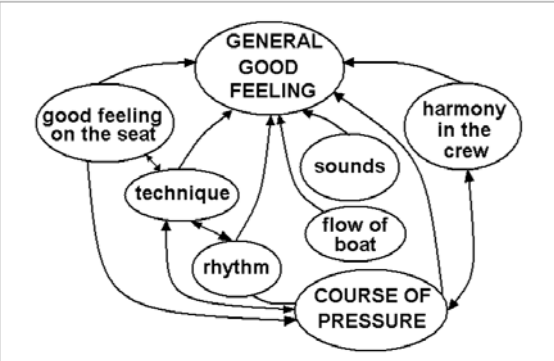 GENERAL
GOOD
FEELING
good feeling
on the seat
harmony
in the
crew
sounds
technique
flow of
boat
rhythm
COURSE OF
PRESSURE